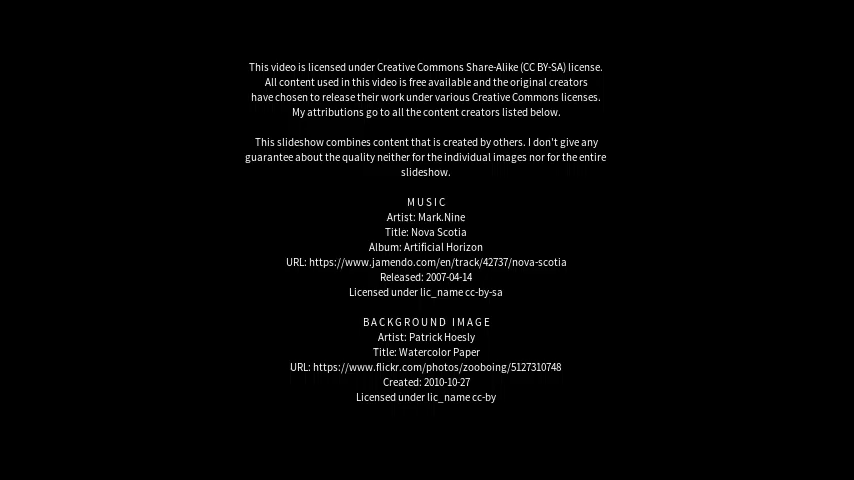 This video is licensed under Creative Commons Share-Alike (CC BY-SA) license.
All content used in this video is free available and the original creators
have chosen to release their work under various Creative Commons licenses.
My attributions go to all the content creators listed below.
This slideshow combines content that is created by others. I don't give any
guarantee about the quality neither for the individual images nor for the entire
slideshow.
MUSIC
Artist: Mark.Nine
Title: Nova Scotia
Album: Artificial Horizon
URL: https://www.jamendo.com/en/track/42737/nova-scotia
Released: 2007-04-14
Licensed under lic_name cc-by-sa
BACKGROUND IMAGE
Artist: Patrick Hoesly
Title: Watercolor Paper
URL: https://www.flickr.com/photos/zooboing/5127310748
Created: 2010-10-27
Licensed under lic_name cc-by